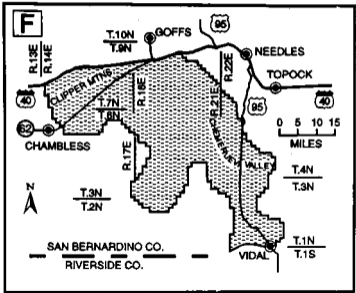 F
T.10N
T.9N
GOFFS
95
R.13E
R.14E
NEEDLES
R.22E
TOPOCK
40
CLIPPER MTNS.
R.18E
40
T.7N
T.6N
R.21E
95
62
CHAMBLESS
0 5 10 15
MILES
R.17E
CHEMEHUEVI VALLEY
T.4N
T.3N
N
T.3N
T.2N
SAN BERNARDINO CO.
RIVERSIDE CO.
VIDAL
T.1N
T.1S